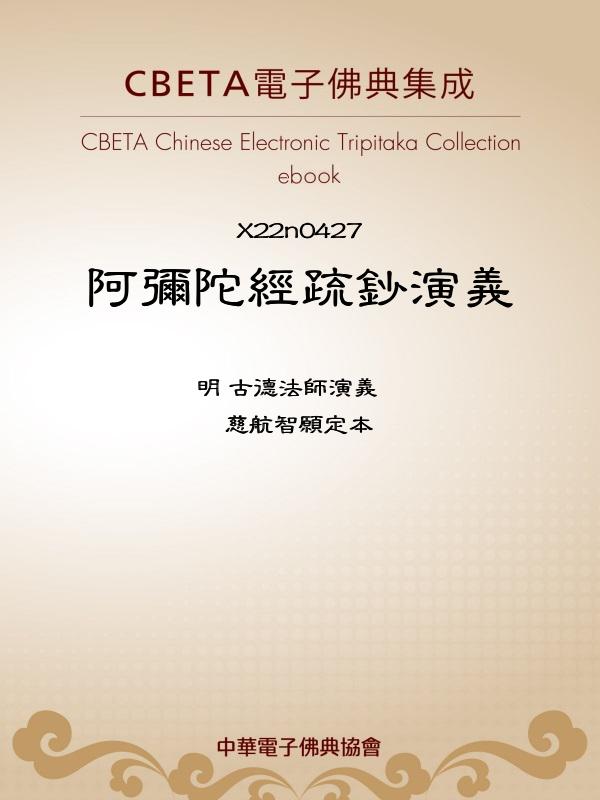 CBETA電子佛典集成
CBETA Chinese Electronic Tripitaka Collection
ebook
X22n0427
阿彌陀經疏鈔演義
明 古德法師演義
慈航智願定本
中華電子佛典協會